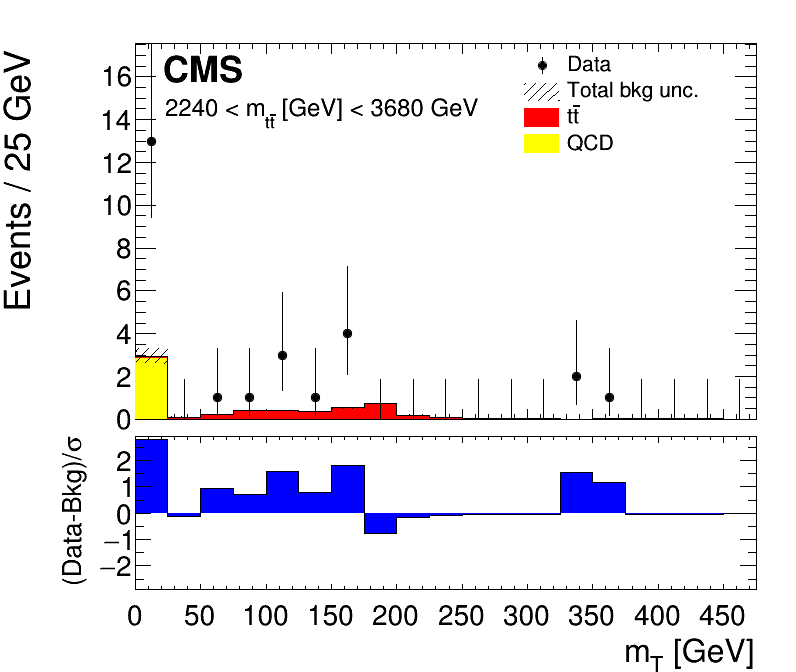 Events / 25 GeV
16
14
12
10
8
6
4
2
0
CMS
2240 < m_tt̄ [GeV] < 3680 GeV
Data
Total bkg unc.
tt̄
QCD
(Data-Bkg)/σ
2
1
0
−1
−2
0 50 100 150 200 250 300 350 400 450
m_T [GeV]